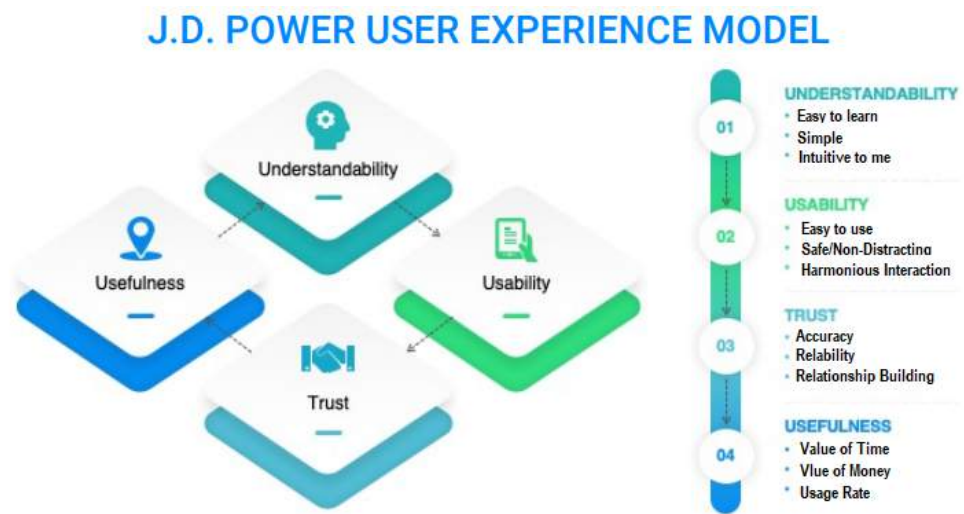 J.D. POWER USER EXPERIENCE MODEL
Understandability
Usefulness
Usability
Trust
01
UNDERSTANDABILITY
Easy to learn
Simple
Intuitive to me
02
USABILITY
Easy to use
Safe/Non-Distracting
Harmonious Interaction
03
TRUST
Accuracy
Relability
Relationship Building
04
USEFULNESS
Value of Time
Vlue of Money
Usage Rate